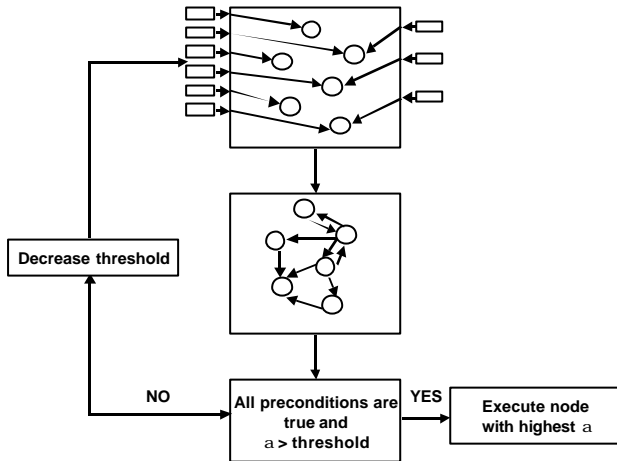 Decrease threshold
NO
All preconditions are
true and
a > threshold
YES
Execute node
with highest a